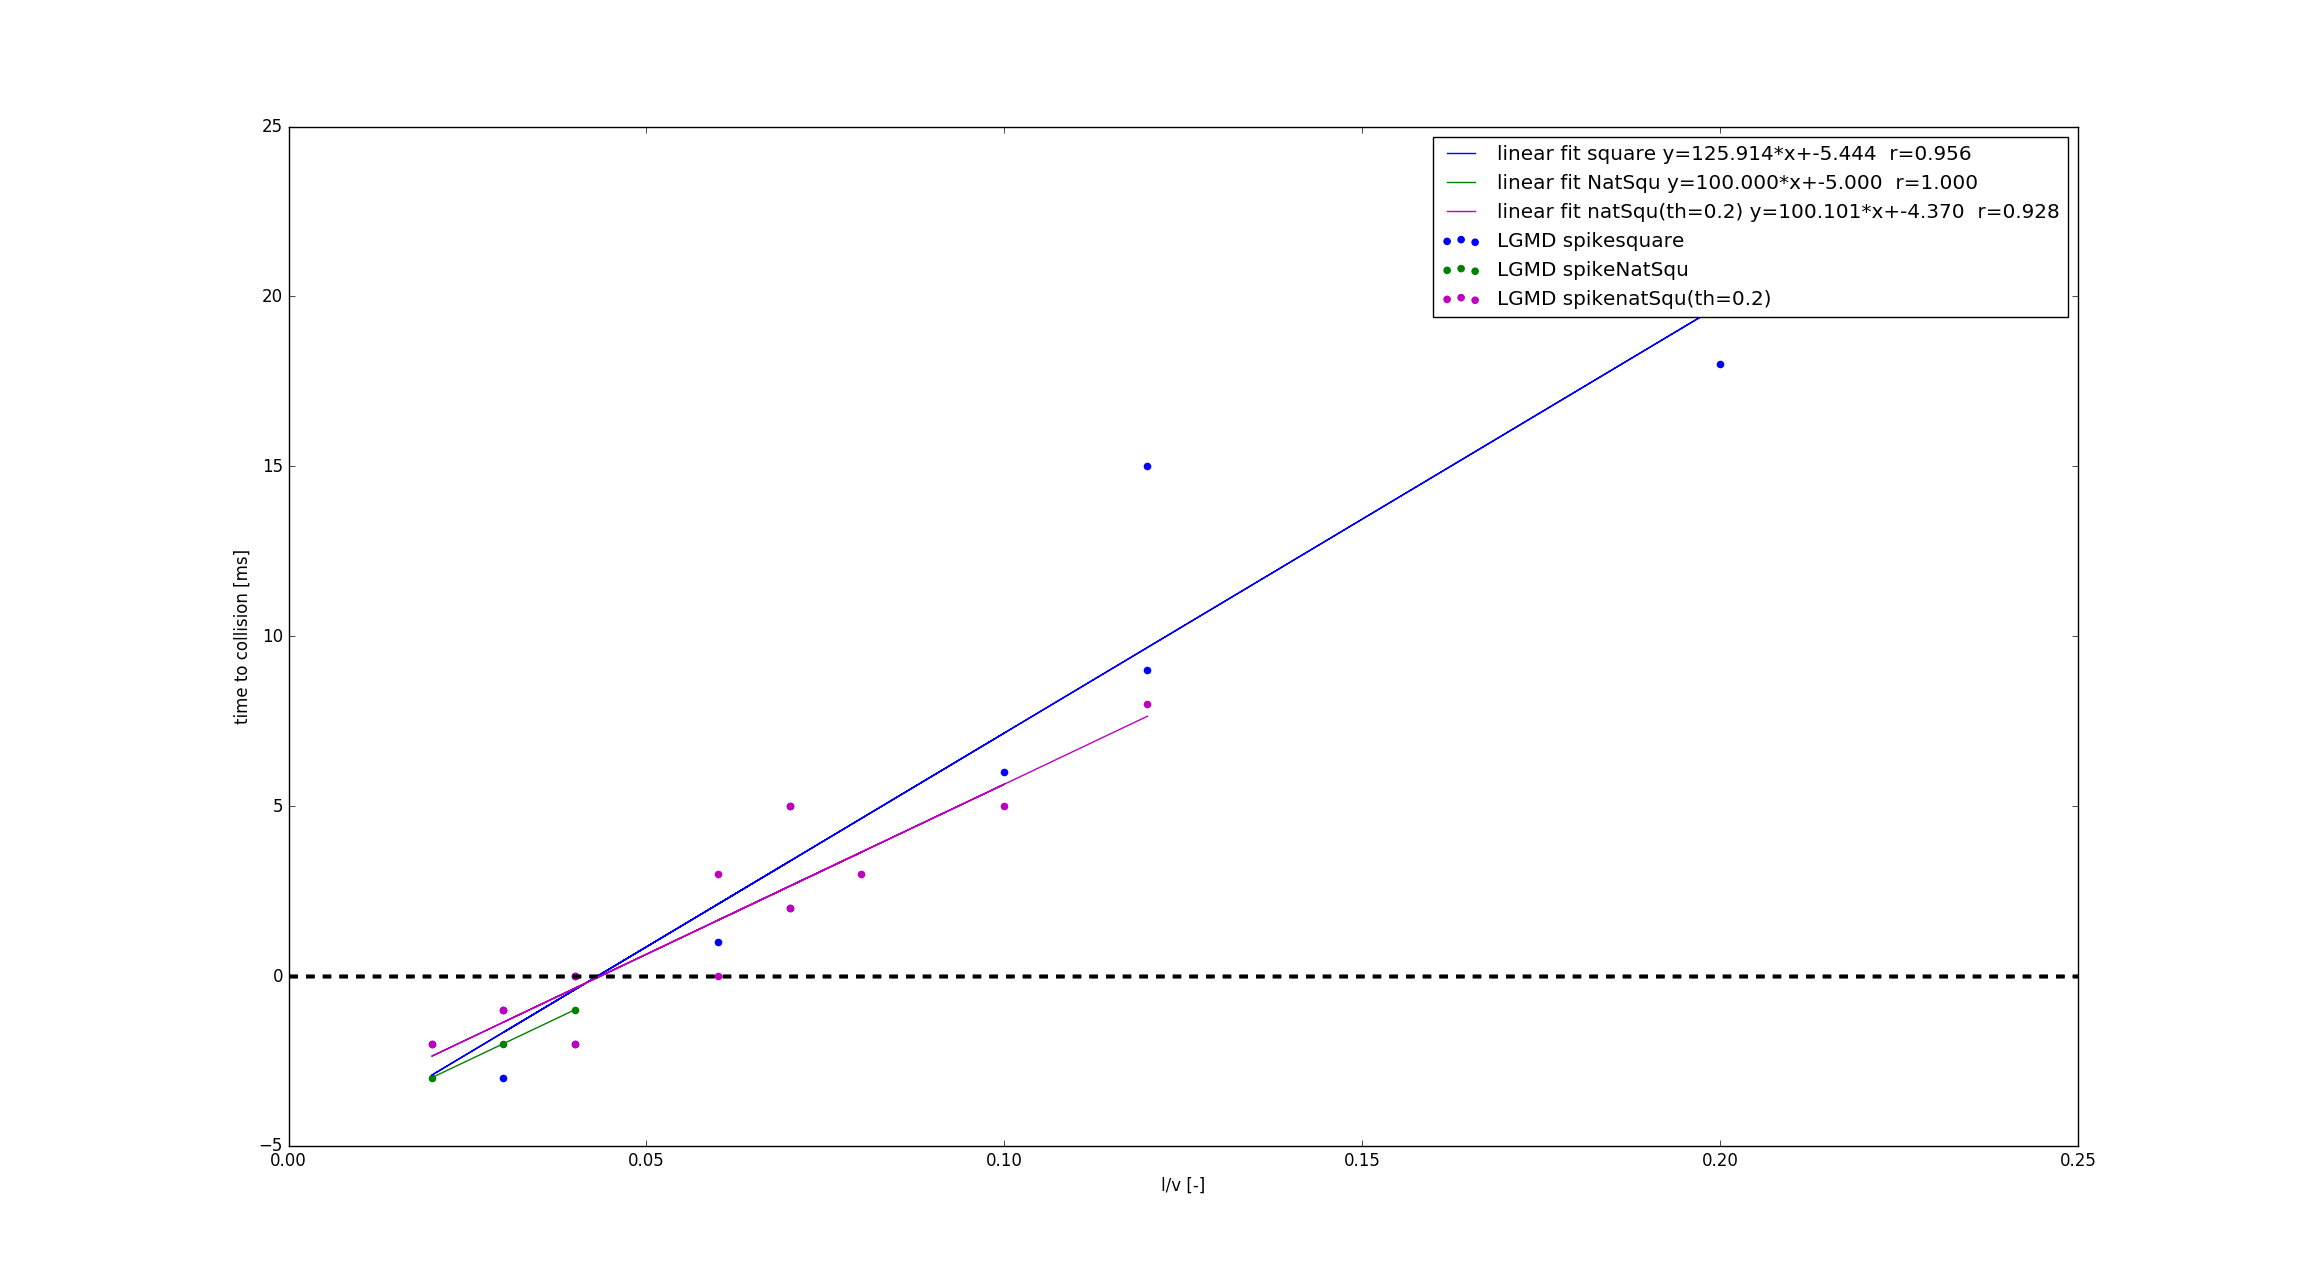 25
20
15
10
5
0
−5
0.00
0.05
0.10
0.15
0.20
0.25
time to collision [ms]
l/v [-]
linear fit square y=125.914*x+-5.444  r=0.956
linear fit NatSqu y=100.000*x+-5.000  r=1.000
linear fit natSqu(th=0.2) y=100.101*x+-4.370  r=0.928
LGMD spikesquare
LGMD spikeNatSqu
LGMD spikenatSqu(th=0.2)